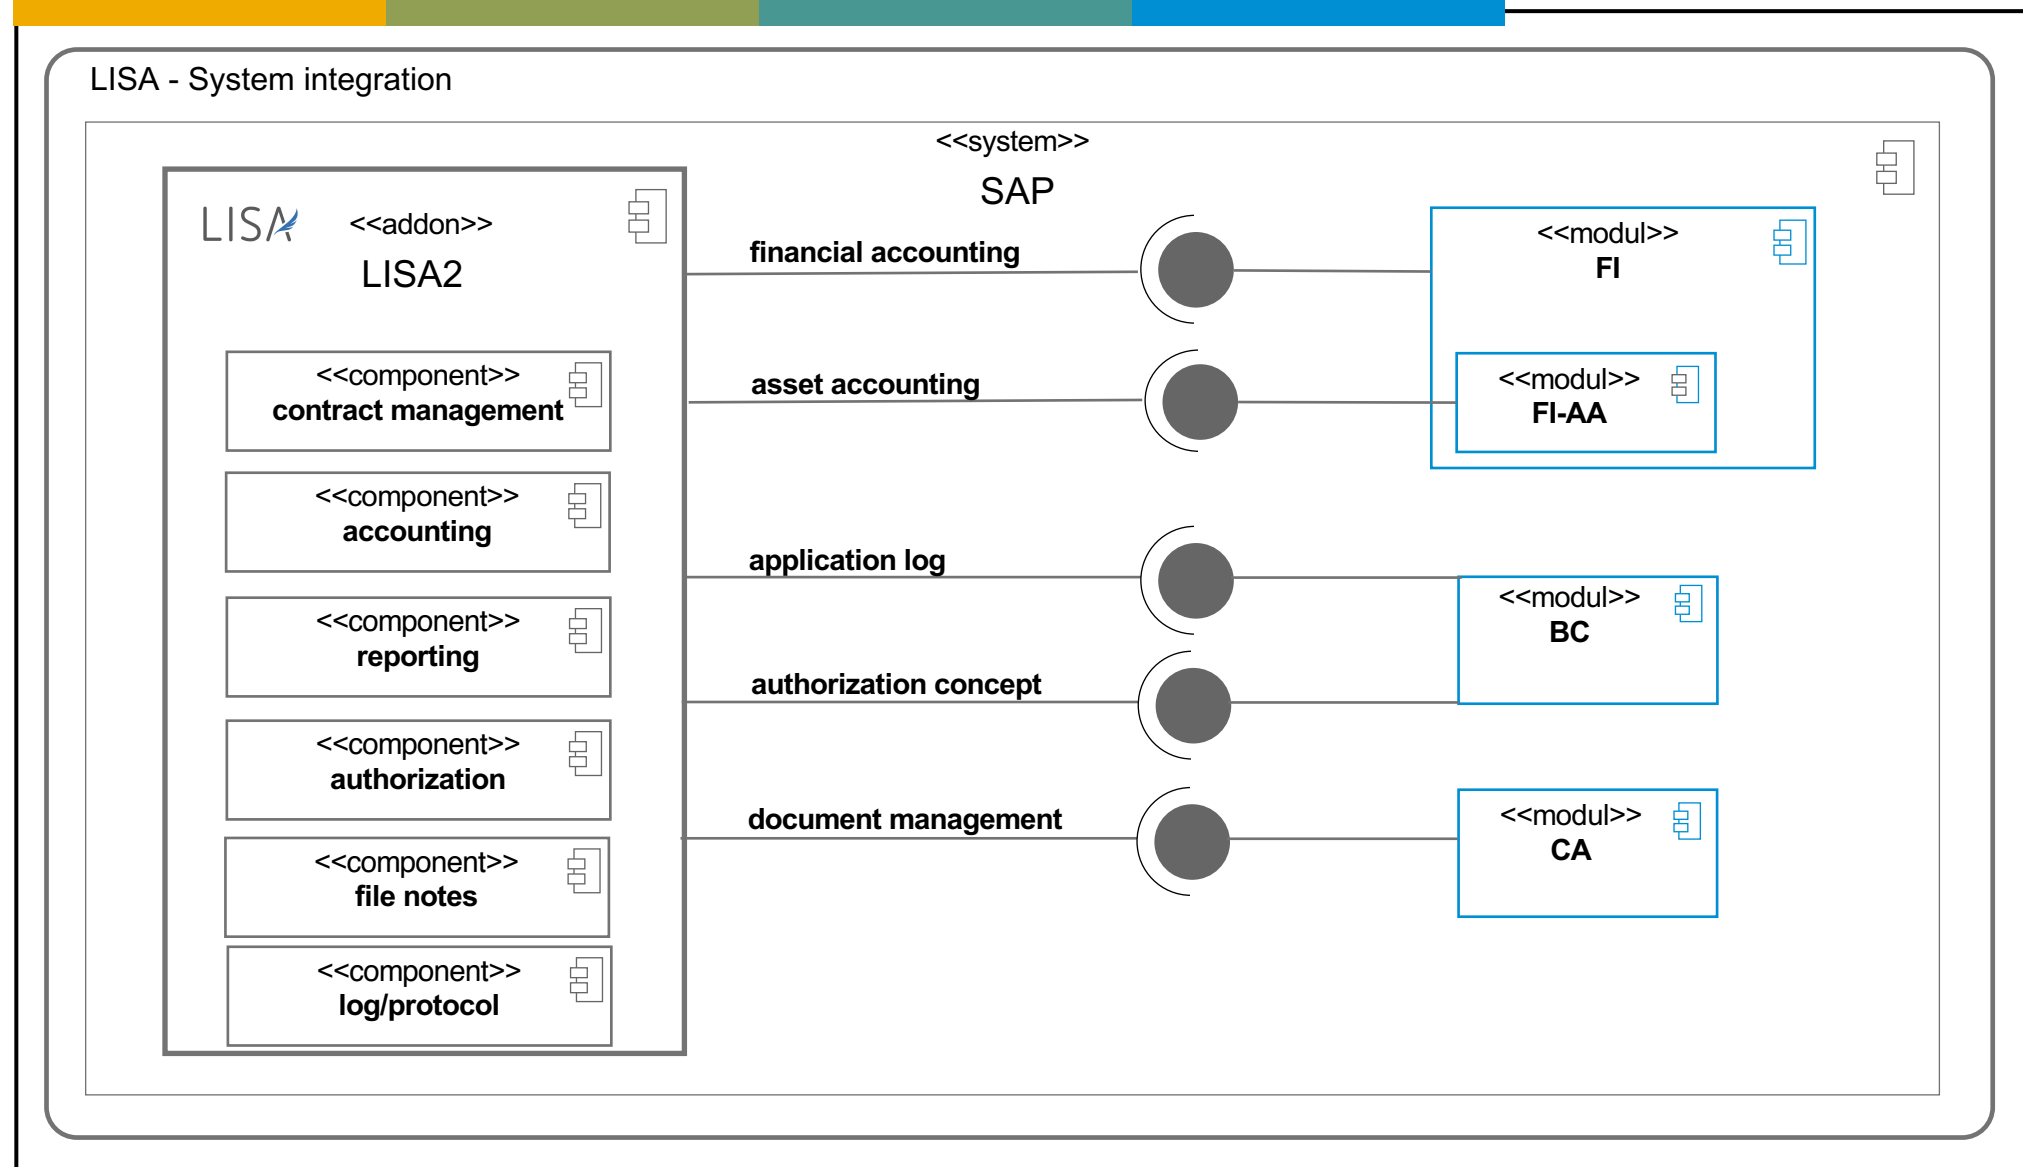 LISA - System integration
<<system>>
SAP
LISA
<<addon>>
LISA2
<<component>>
contract management
<<component>>
accounting
<<component>>
reporting
<<component>>
authorization
<<component>>
file notes
<<component>>
log/protocol
financial accounting
asset accounting
application log
authorization concept
document management
<<modul>>
FI
<<modul>>
FI-AA
<<modul>>
BC
<<modul>>
CA